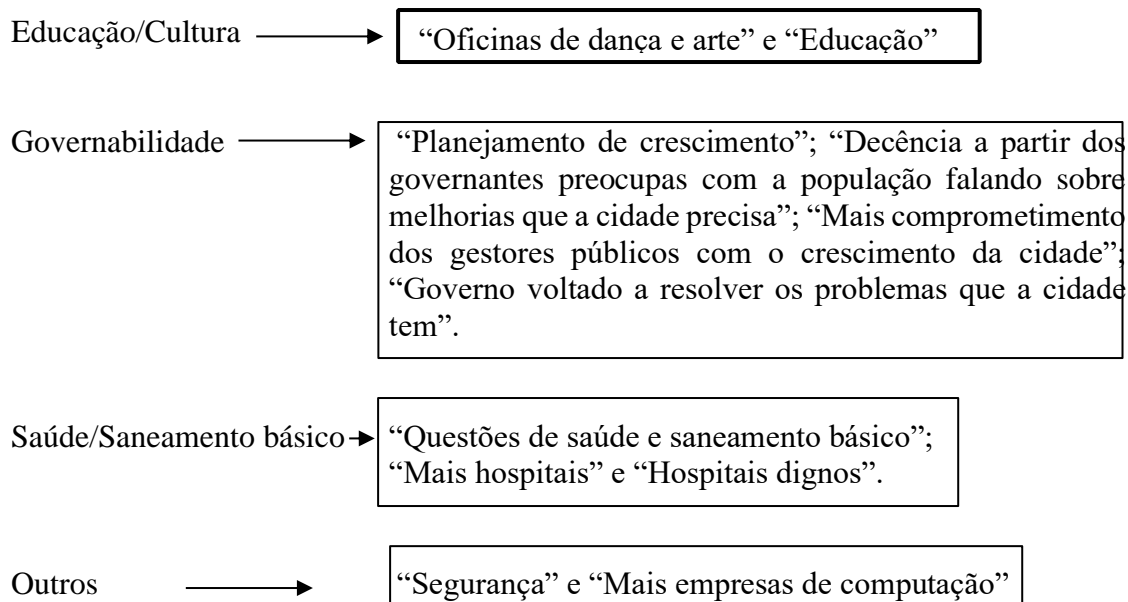 Educação/Cultura
“Oficinas de dança e arte” e “Educação”
Governabilidade
“Planejamento de crescimento”; “Decência a partir dos
governantes preocupas com a população falando sobre
melhorias que a cidade precisa”; “Mais comprometimento
dos gestores públicos com o crescimento da cidade”;
“Governo voltado a resolver os problemas que a cidade
tem”.
Saúde/Saneamento básico
“Questões de saúde e saneamento básico”;
“Mais hospitais” e “Hospitais dignos”.
Outros
“Segurança” e “Mais empresas de computação”